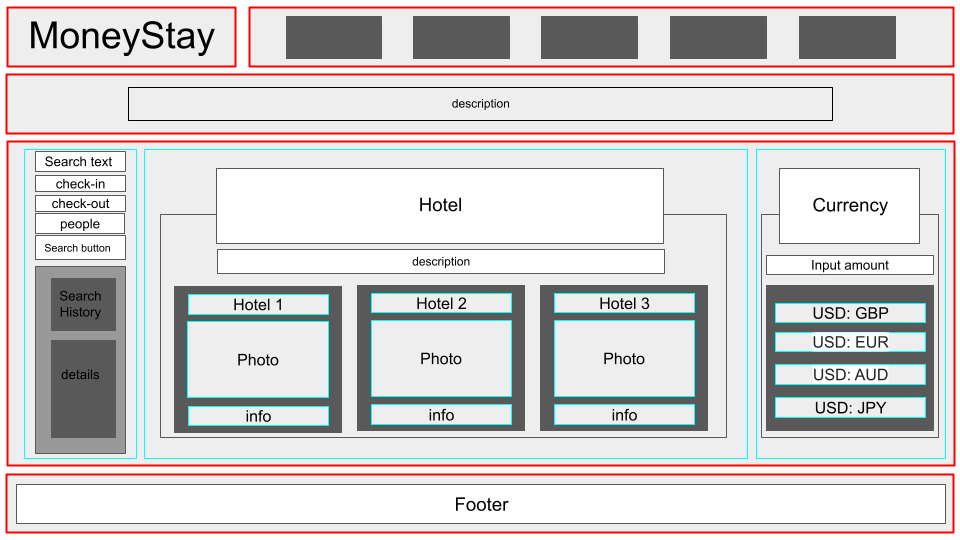 MoneyStay
description
Search text
check-in
check-out
people
Search button
Search
History
details
Hotel
description
Hotel 1
Photo
info
Hotel 2
Photo
info
Hotel 3
Photo
info
Currency
Input amount
USD: GBP
USD: EUR
USD: AUD
USD: JPY
Footer